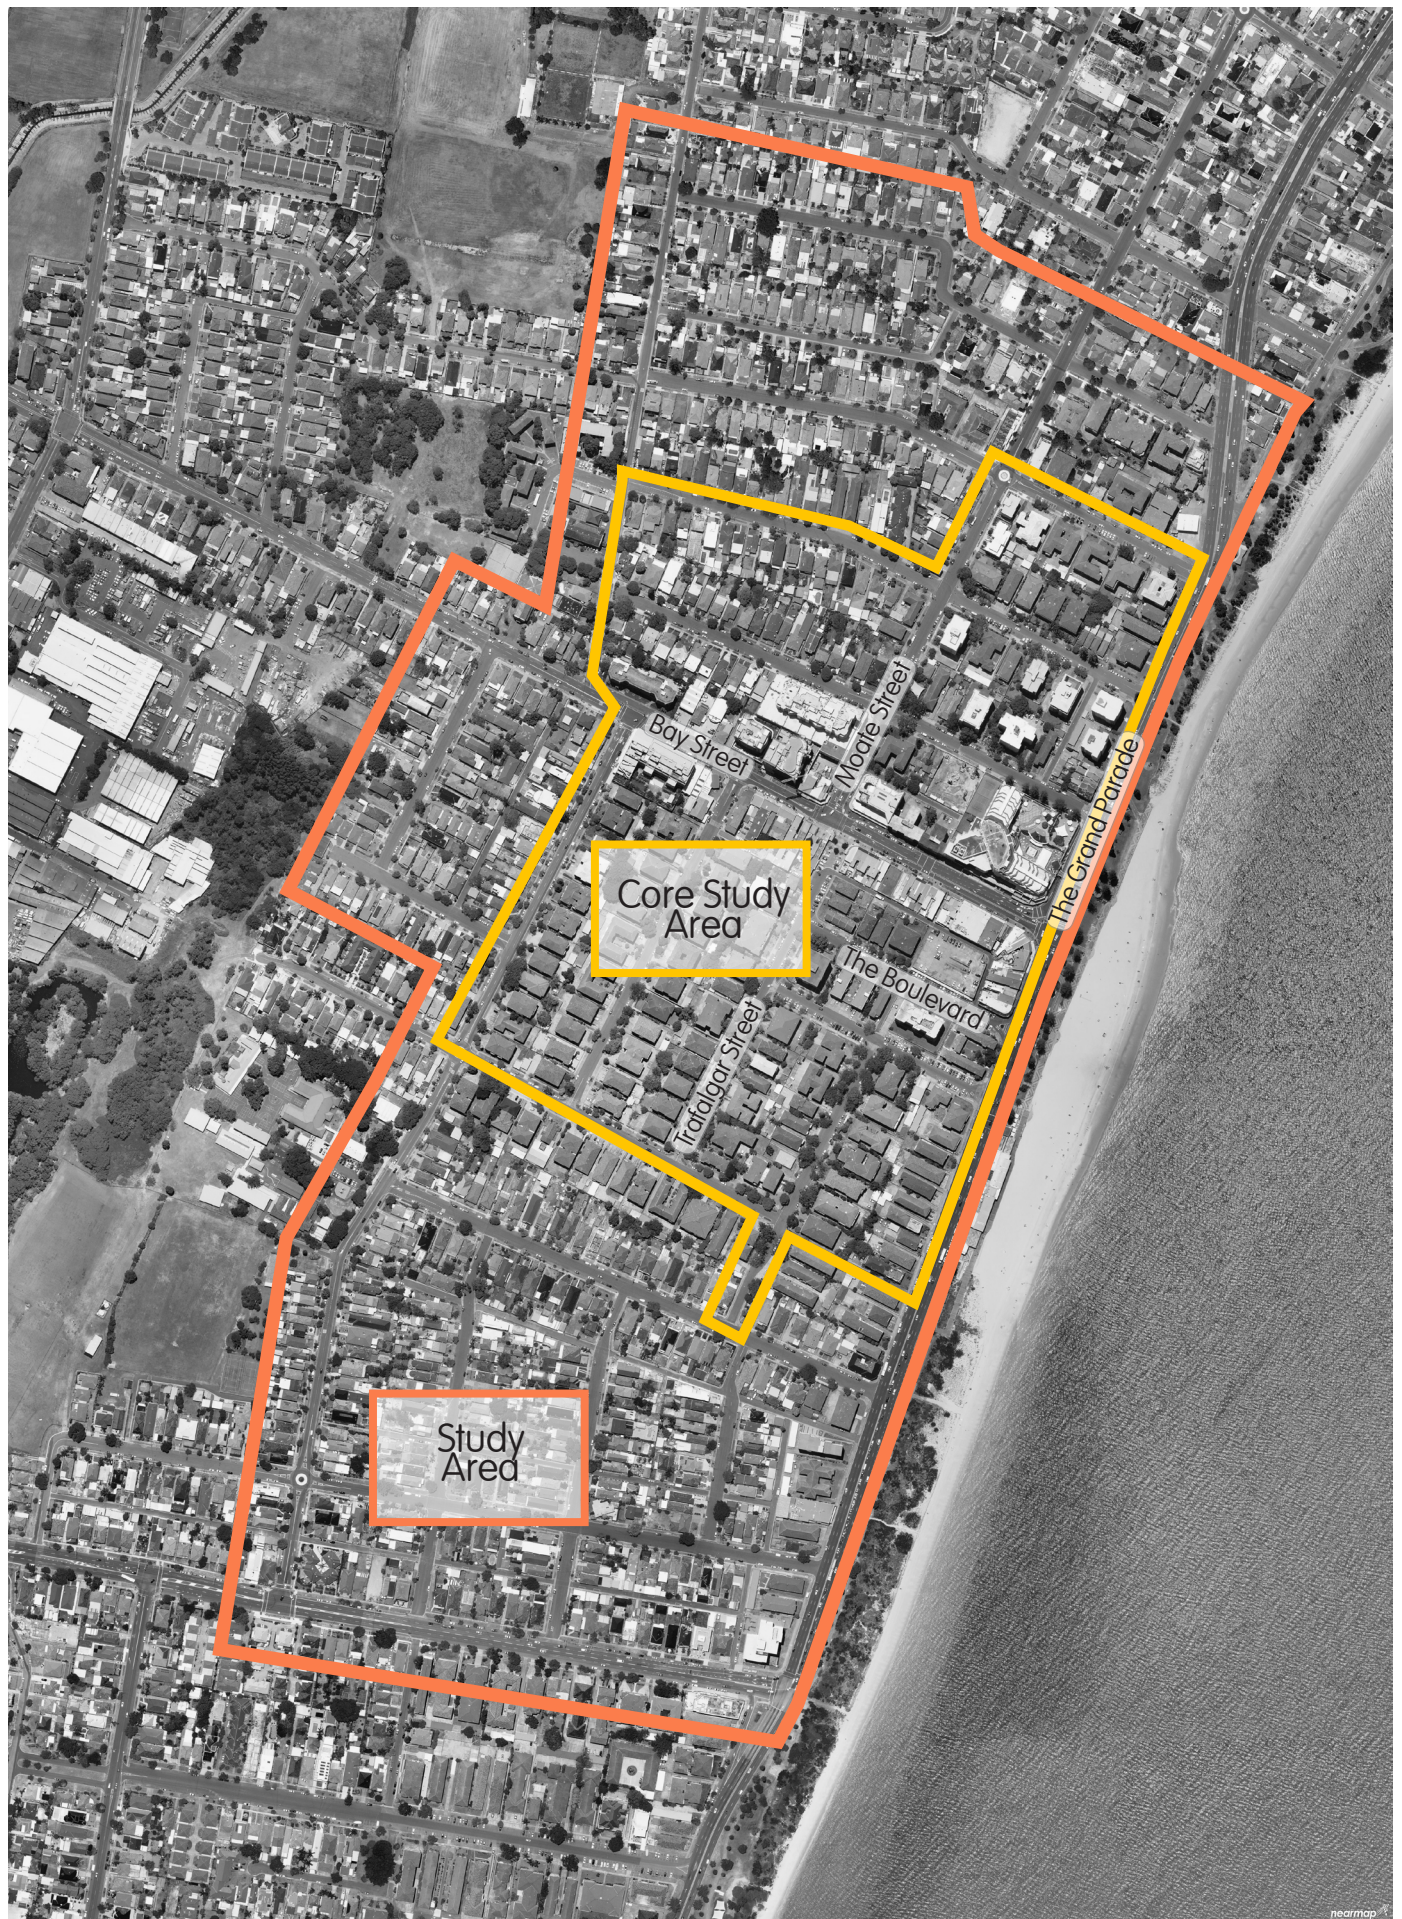 Moate Street
Bay Street
The Grand Parade
Core Study
Area
The Boulevard
Trafalgar Street
Study
Area
nearmap